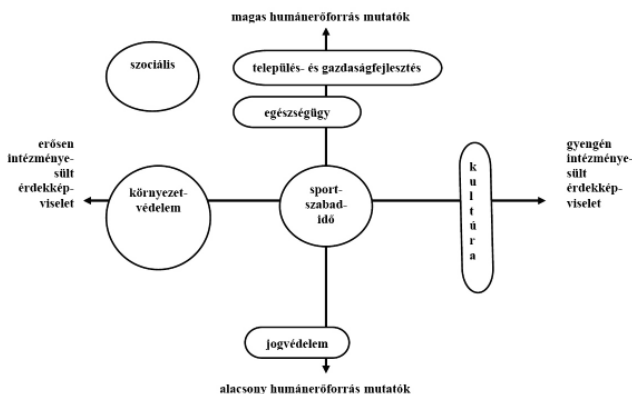 magas humánerőforrás mutatók
szociális
település- és gazdaságfejlesztés
egészségügy
erősen
intézménye-
sült
érdekkép-
viselet
környezet-
védelem
sport-
szabad-
idő
k
u
l
t
ú
r
a
gyengén
intézménye-
sült
érdekkép-
viselet
jogvédelem
alacsony humánerőforrás mutatók